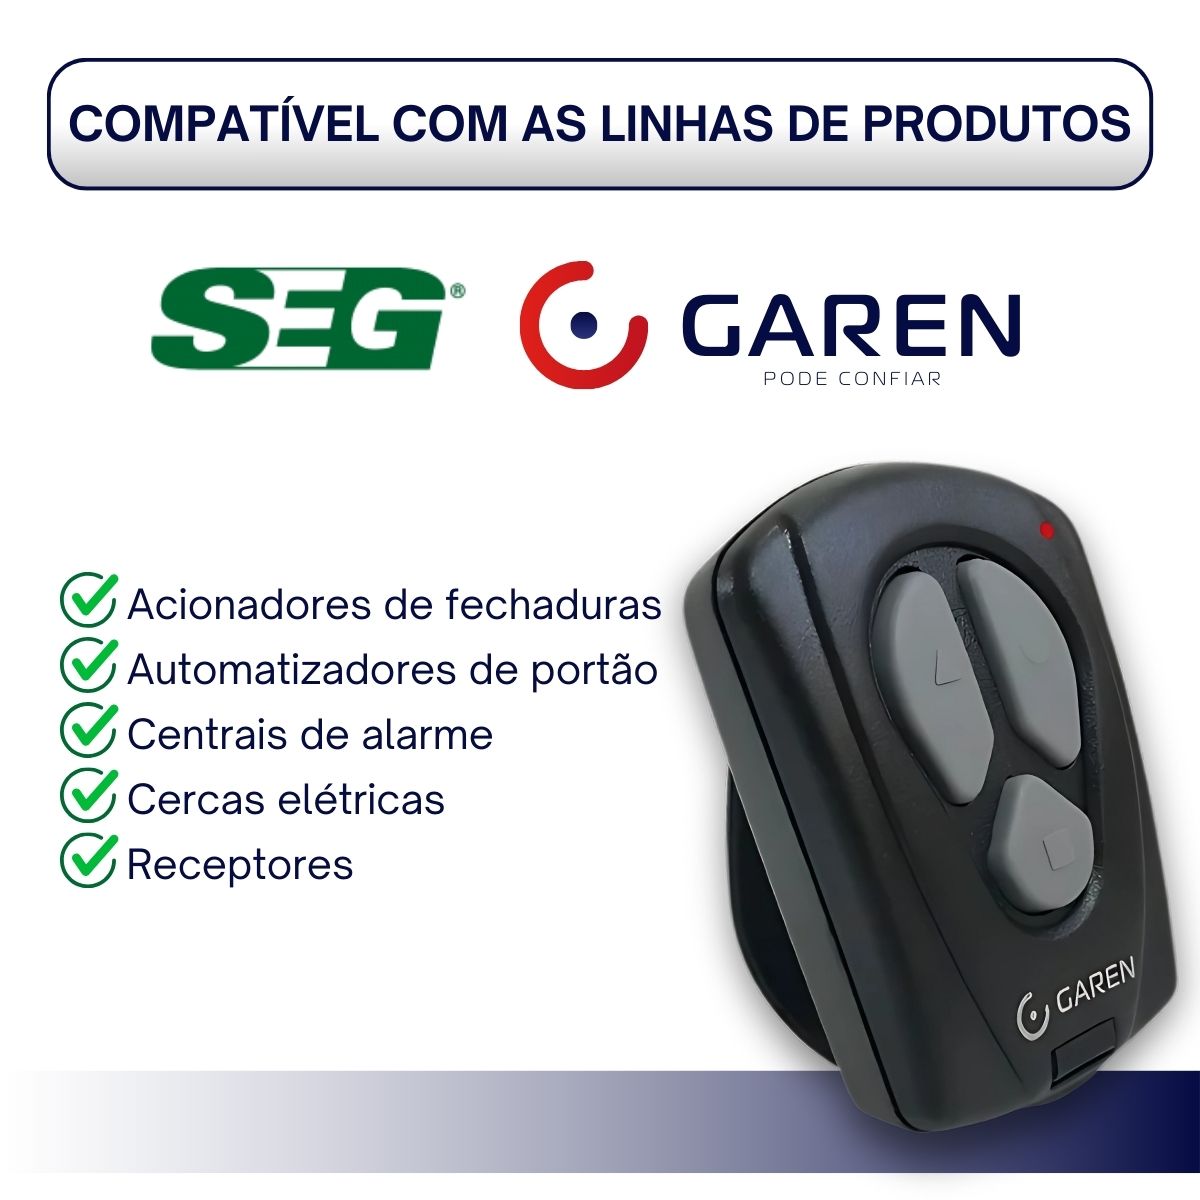 COMPATÍVEL COM AS LINHAS DE PRODUTOS
SEG®
GAREN
PODE CONFIAR
Acionadores de fechaduras
Automatizadores de portão
Centrais de alarme
Cercas elétricas
Receptores
GAREN